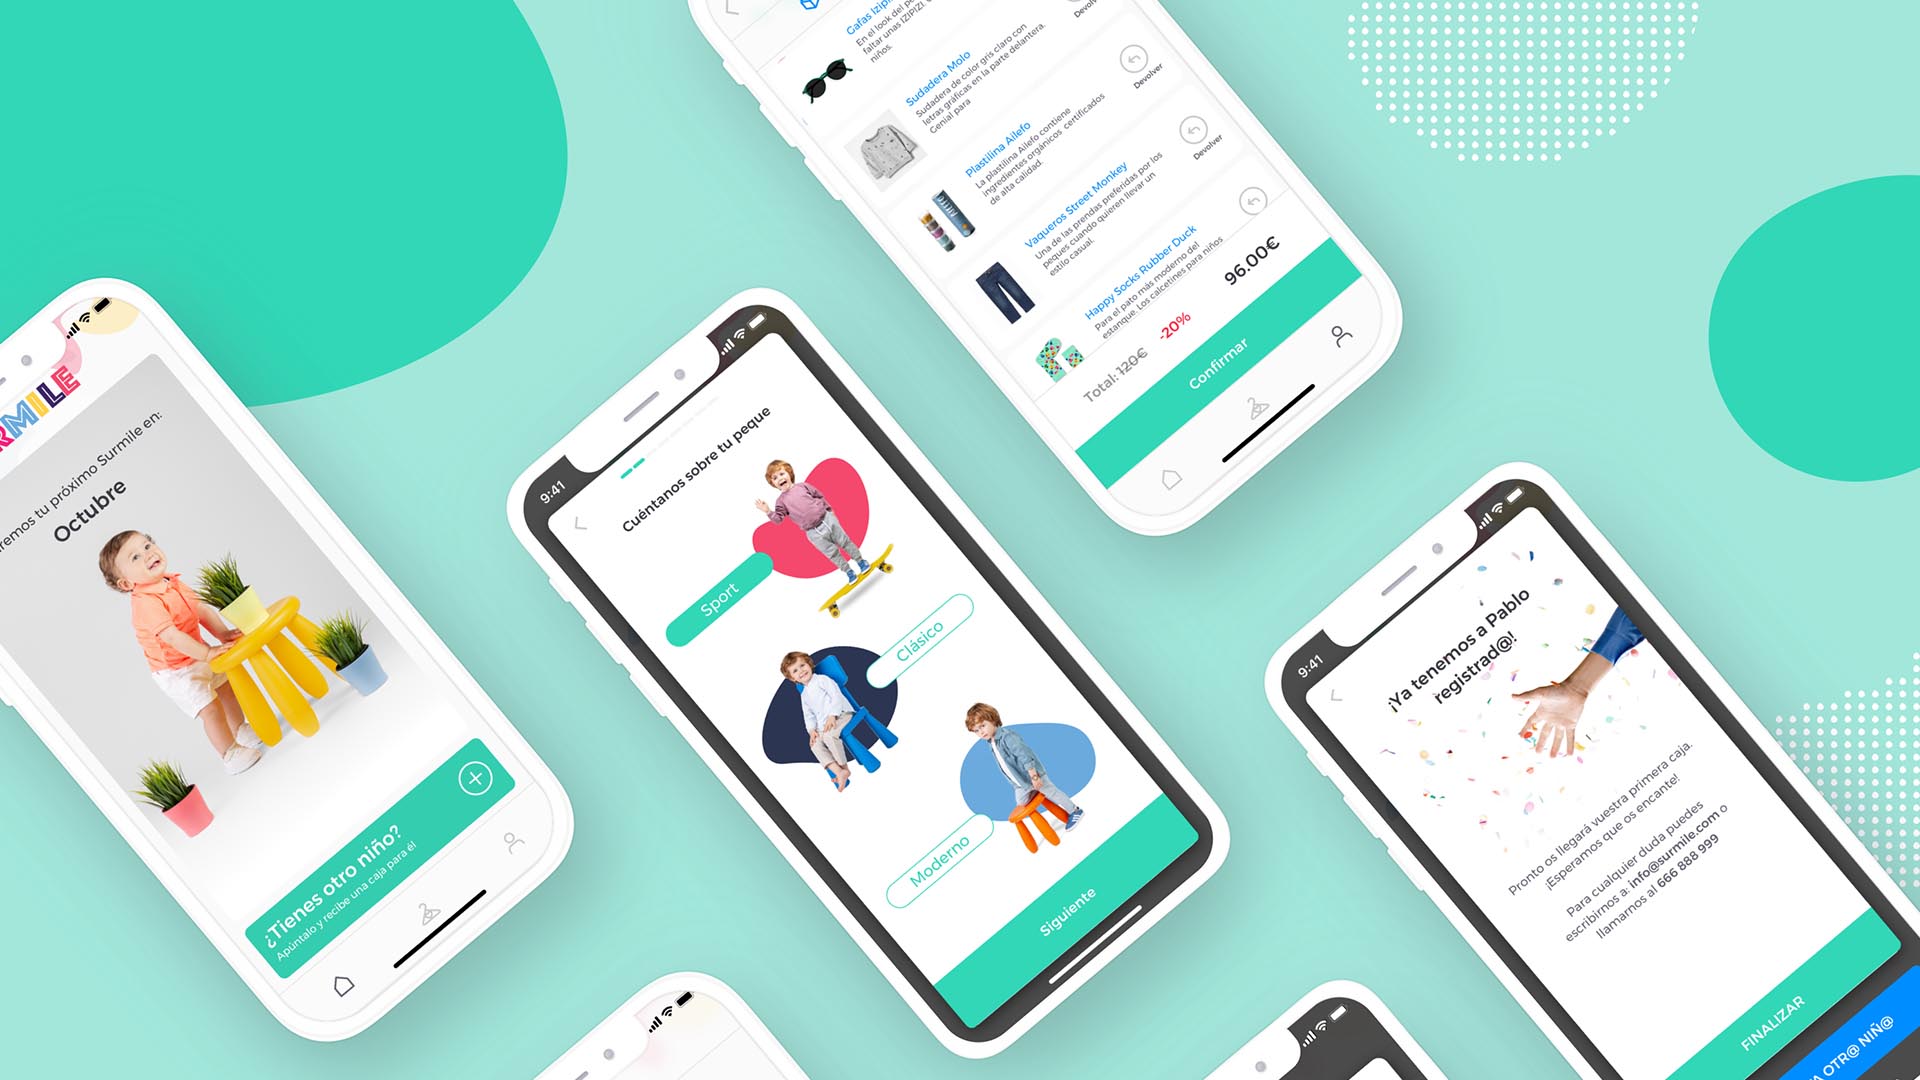 RMILE
remos tu próximo Surmile en:
Octubre
¿Tienes otro niño?
Apúntalo y recibe una caja para él
9:41
Cuéntanos sobre tu peque
Sport
Clásico
Moderno
Siguiente
Gafas Izipi
En el look del pe
faltar unas IZIPIZI.
niños.
Sudadera Molo
Sudadera de color gris claro con
letras gráficas en la parte delantera.
Genial para
Devolver
Plastilina Ailefo
La plastilina Ailefo contiene
ingredientes orgánicos certificados
de alta calidad.
Devolver
Vaqueros Street Monkey
Una de las prendas preferidas por los
peques cuando quieren llevar un
estilo casual.
Devolver
Happy Socks Rubber Duck
Para el pato más moderno del
estanque. Los calcetines para niños
Total: 120€ -20% 96.00€
Confirmar
9:41
¡Ya tenemos a Pablo
registrad@!
Pronto os llegará vuestra primera caja.
¡Esperamos que os encante!
Para cualquier duda puedes
escribirnos a: info@surmile.com o
llamarnos al 666 888 999
FINALIZAR
A OTR@ NIÑ@